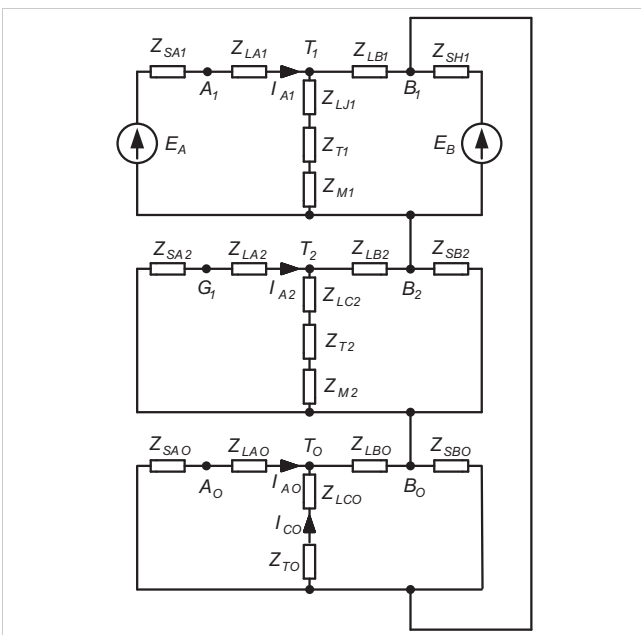 Z_SA1 Z_LA1 T_1 Z_LB1 Z_SH1
A_1 I_A1 B_1
Z_LJ1
E_A Z_T1 E_B
Z_M1
Z_SA2 Z_LA2 T_2 Z_LB2 Z_SB2
G_1 I_A2 B_2
Z_LC2
Z_T2
Z_M2
Z_SAO Z_LAO T_O Z_LBO Z_SBO
A_O I_AO B_O
Z_LCO
I_CO
Z_TO